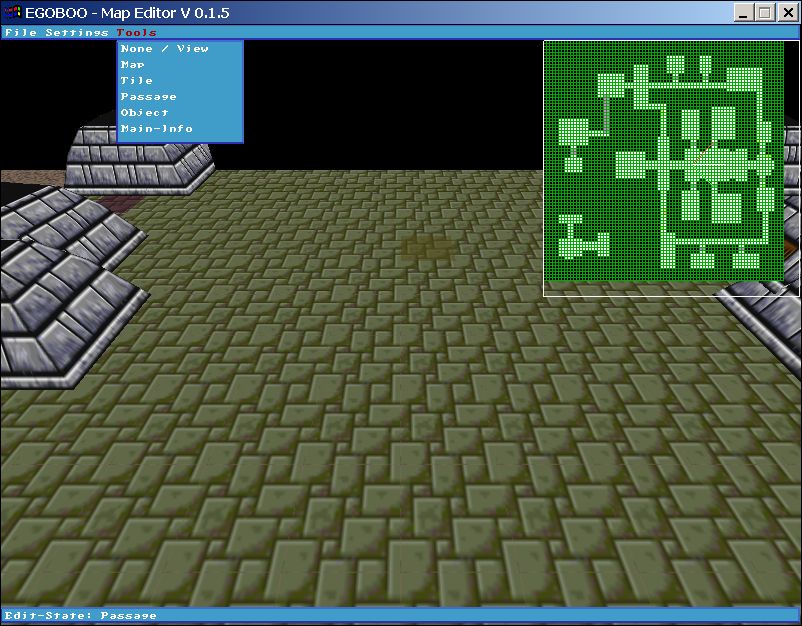 EGOBOO - Map Editor V 0.1.5
File Settings Tools
None / View
Map
Tile
Passage
Object
Main-Info
Edit-State: Passage